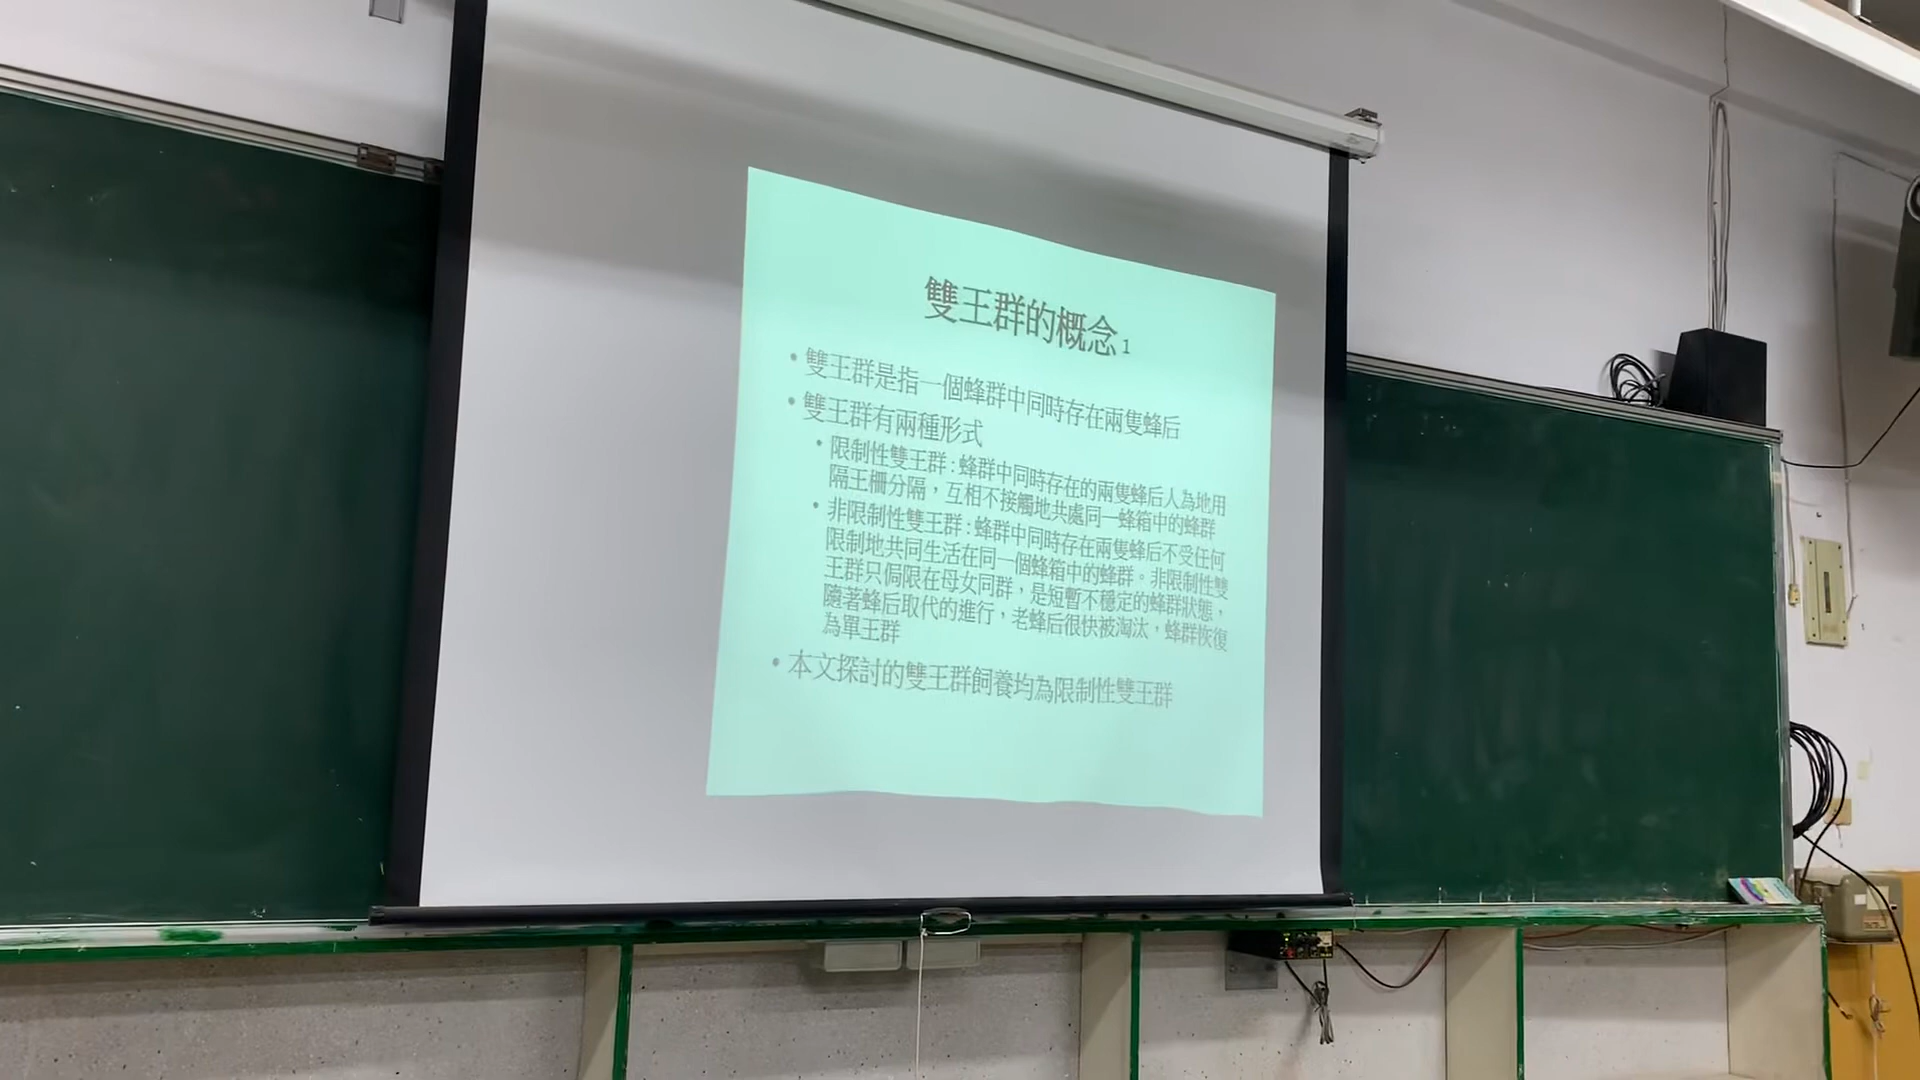 雙王群的概念1
•雙王群是指一個蜂群中同時存在兩隻蜂后
•雙王群有兩種形式
•限制性雙王群:蜂群中同時存在的兩隻蜂后人為地用
隔王柵分隔，互相不接觸地共處同一蜂箱中的蜂群
•非限制性雙王群:蜂群中同時存在兩隻蜂后不受任何
限制地共同生活在同一個蜂箱中的蜂群。非限制性雙
王群只侷限在母女同群，是短暫不穩定的蜂群狀態，
隨著蜂后取代的進行，老蜂后很快被淘汰，蜂群恢復
為單王群
•本文探討的雙王群飼養均為限制性雙王群